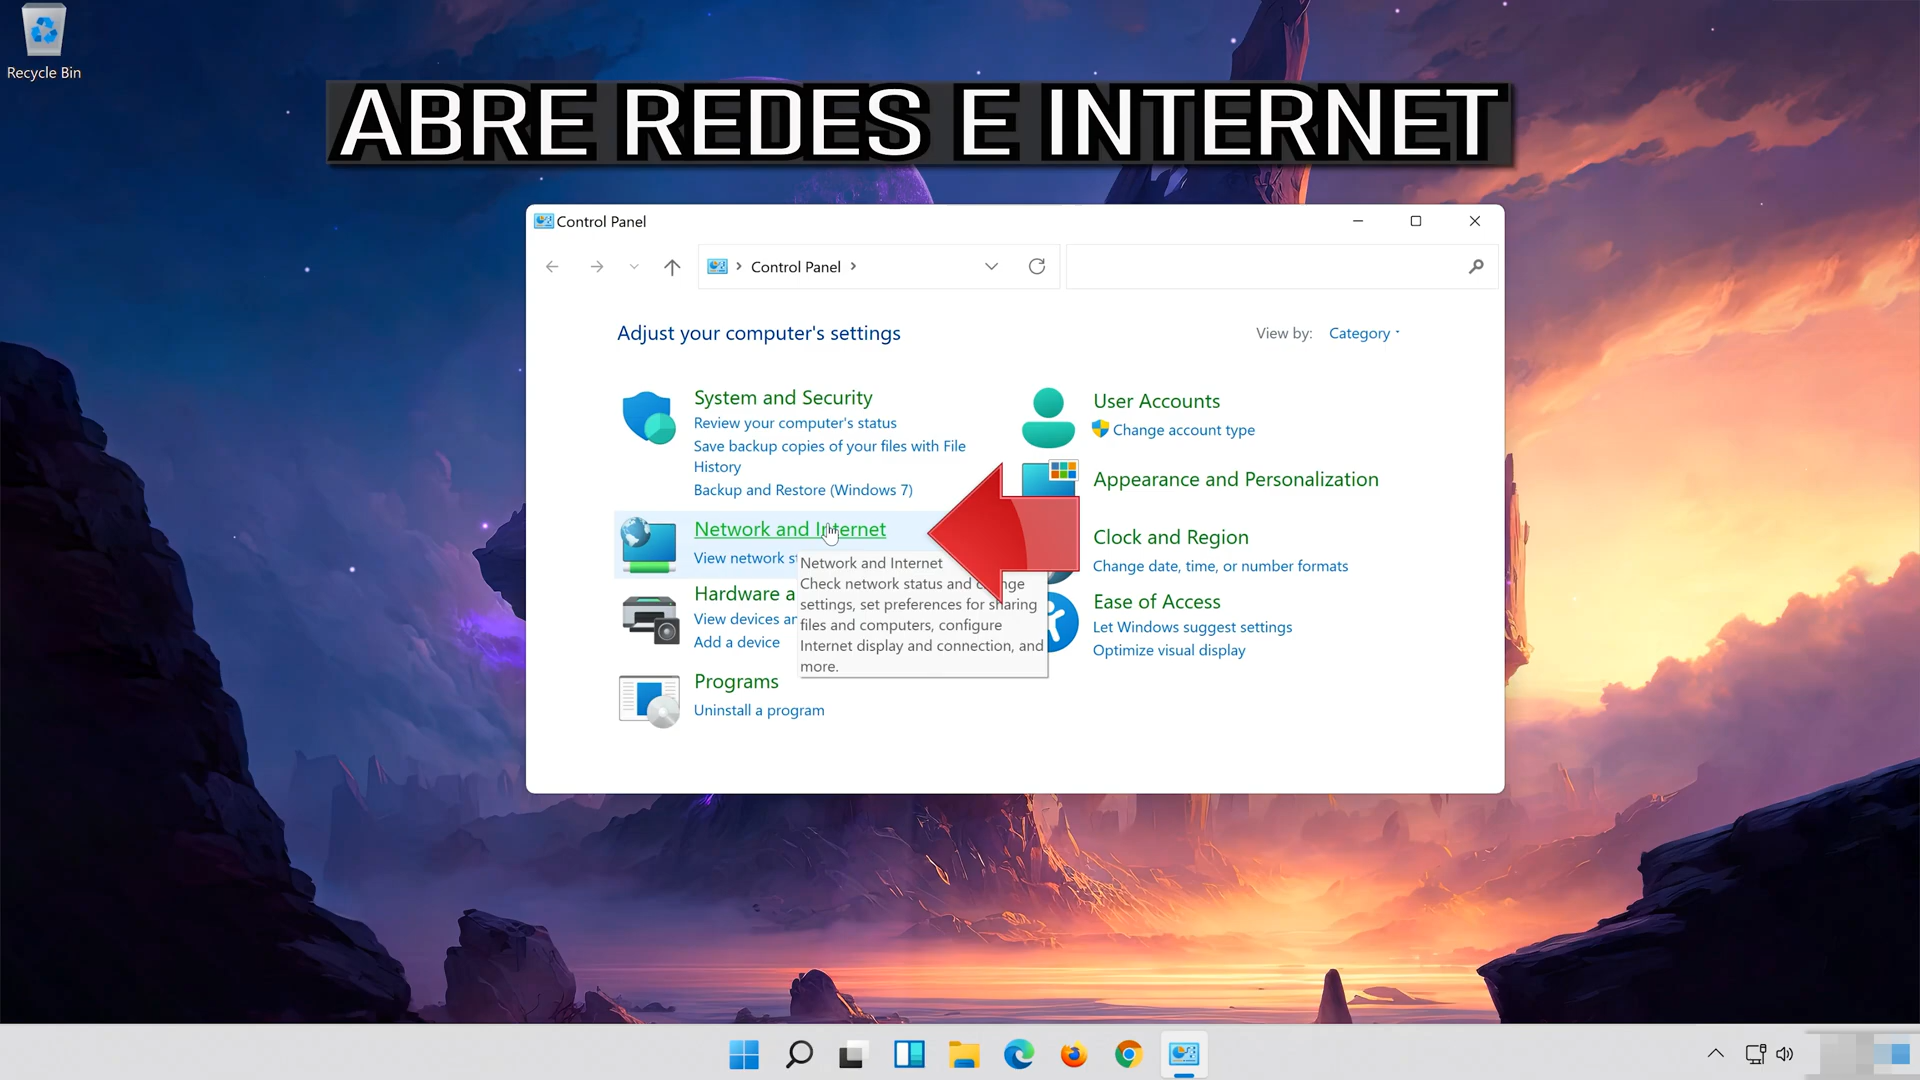 Recycle Bin
ABRE REDES E INTERNET
Control Panel
Control Panel
Adjust your computer's settings
View by: Category
System and Security
Review your computer's status
Save backup copies of your files with File
History
Backup and Restore (Windows 7)
Network and Internet
View network
Network and Internet
Check network status and change
settings, set preferences for sharing
files and computers, configure
Internet display and connection, and
more.
Hardware
View devices
Add a device
Programs
Uninstall a program
User Accounts
Change account type
Appearance and Personalization
Clock and Region
Change date, time, or number formats
Ease of Access
Let Windows suggest settings
Optimize visual display